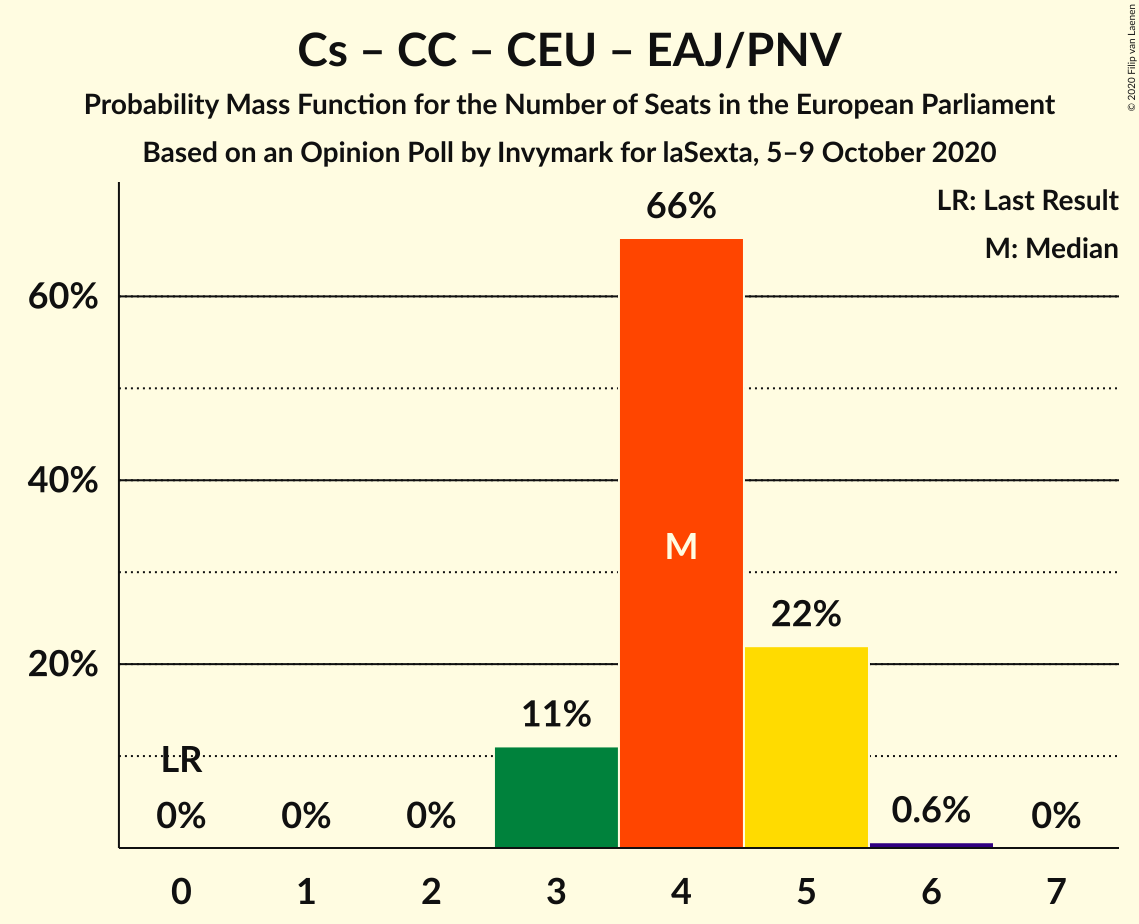 Cs – CC – CEU – EAJ/PNV
Probability Mass Function for the Number of Seats in the European Parliament
Based on an Opinion Poll by Invymark for laSexta, 5–9 October 2020
© 2020 Filip van Laenen
LR: Last Result
M: Median
66%
60%
40%
M
22%
20%
11%
LR
0% 0% 0% 0.6% 0%
0 1 2 3 4 5 6 7